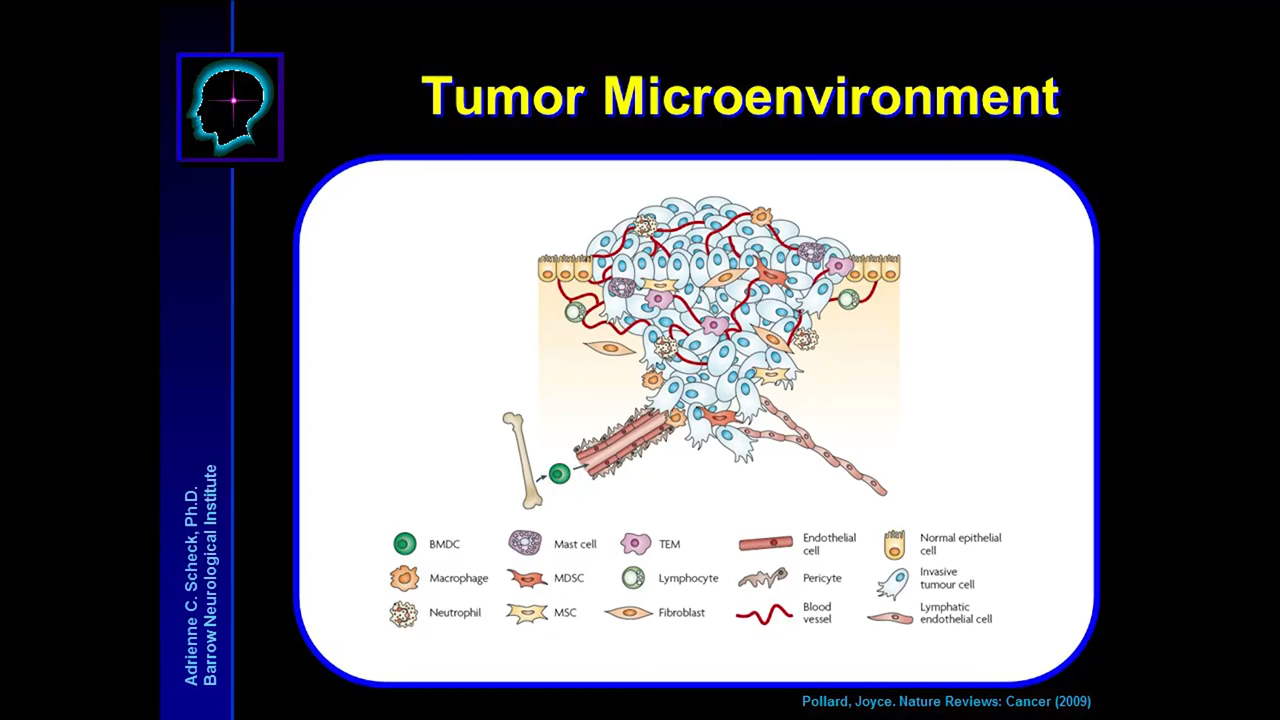 Tumor Microenvironment
BMDC
Mast cell
TEM
Endothelial
cell
Normal epithelial
cell
Macrophage
MDSC
Lymphocyte
Pericyte
Invasive
tumour cell
Neutrophil
MSC
Fibroblast
Blood
vessel
Lymphatic
endothelial cell
Adrienne C. Scheck, Ph.D.
Barrow Neurological Institute
Pollard, Joyce. Nature Reviews: Cancer (2009)